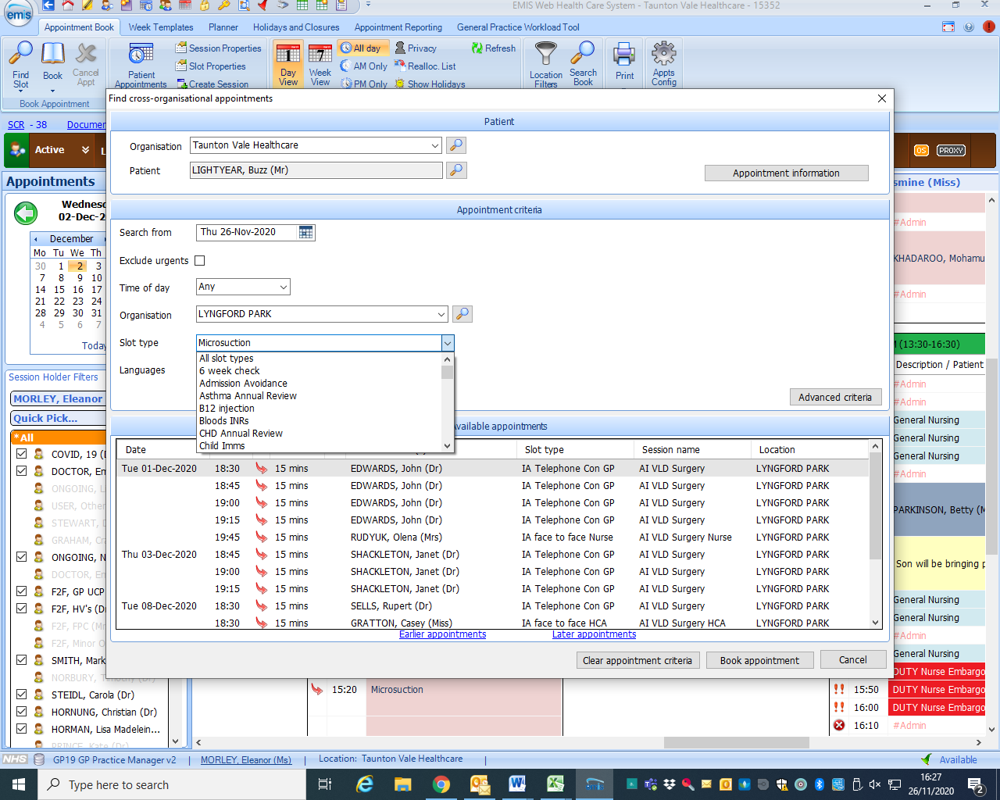 emis
EMIS Web Health Care System - Taunton Vale Healthcare - 15352
Appointment Book
Week Templates
Planner
Holidays and Closures
Appointment Reporting
General Practice Workload Tool
Find Slot
Book
Cancel Appt
Book Appointment
Patient Appointments
Session Properties
Slot Properties
Create Session
Day View
Week View
All day
AM Only
PM Only
Privacy
Realloc. List
Show Holidays
Refresh
Location Filters
Search Book
Print
Appts Config
SCR - 38
Documen
Active
OS
PROXY
Find cross-organisational appointments
Patient
Organisation Taunton Vale Healthcare
Patient LIGHTYEAR, Buzz (Mr)
Appointment information
Appointment criteria
Search from Thu 26-Nov-2020
Exclude urgents
Time of day Any
Organisation LYNGFORD PARK
Slot type Microsuction
Languages
All slot types
6 week check
Admission Avoidance
Asthma Annual Review
B12 injection
Bloods INRs
CHD Annual Review
Child Imms
Advanced criteria
Available appointments
Date
Slot type Session name Location
Tue 01-Dec-2020 18:30 15 mins EDWARDS, John (Dr) IA Telephone Con GP AI VLD Surgery LYNGFORD PARK
18:45 15 mins EDWARDS, John (Dr) IA Telephone Con GP AI VLD Surgery LYNGFORD PARK
19:00 15 mins EDWARDS, John (Dr) IA Telephone Con GP AI VLD Surgery LYNGFORD PARK
19:15 15 mins EDWARDS, John (Dr) IA Telephone Con GP AI VLD Surgery LYNGFORD PARK
19:45 15 mins RUDYUK, Olena (Mrs) IA face to face Nurse AI VLD Surgery Nurse LYNGFORD PARK
Thu 03-Dec-2020 18:45 15 mins SHACKLETON, Janet (Dr) IA Telephone Con GP AI VLD Surgery LYNGFORD PARK
19:00 15 mins SHACKLETON, Janet (Dr) IA Telephone Con GP AI VLD Surgery LYNGFORD PARK
19:15 15 mins SHACKLETON, Janet (Dr) IA Telephone Con GP AI VLD Surgery LYNGFORD PARK
Tue 08-Dec-2020 18:30 15 mins SELLS, Rupert (Dr) IA Telephone Con GP AI VLD Surgery LYNGFORD PARK
18:30 15 mins GRATTON, Casey (Miss) IA face to face HCA AI VLD Surgery HCA LYNGFORD PARK
Earlier appointments
Later appointments
Clear appointment criteria
Book appointment
Cancel
Appointments
Wednesd
02-Dec-2
December
Mo Tu We Th
30 1 2 3
7 8 9 10
14 15 16 17
21 22 23 24
28 29 30 31
4 5 6 7
Today
Session Holder Filters
MORLEY, Eleanor
Quick Pick...
*All
COVID, 19 (D
DOCTOR, Em
ONGOING, L
USER, Other
STEWART, D
GRAHAM, Cra
ONGOING, N
DOCTOR, Em
F2F, GP UCP
F2F, HV's (Dr
F2F, FPC (Mr
F2F, Minor O
SMITH, Mark
NORBURY, Timothy (Dr)
STEIDL, Carola (Dr)
HORNUNG, Christian (Dr)
HORMAN, Lisa Madelein...
PRINCE, Kate (Dr)
15:20 Microsuction
smine (Miss)
#Admin
KHADAROO, Mohamu
#Admin
(13:30-16:30)
Description / Patient
#Admin
#Admin
General Nursing
General Nursing
General Nursing
#Admin
PARKINSON, Betty (M
Son will be bringing p
General Nursing
General Nursing
#Admin
General Nursing
DUTY Nurse Embargo
15:50 DUTY Nurse Embargo
16:00 DUTY Nurse Embargo
16:10 #Admin
NHS
GP19 GP Practice Manager v2
MORLEY, Eleanor (Ms)
Location: Taunton Vale Healthcare
Available
Type here to search
16:27
26/11/2020
2